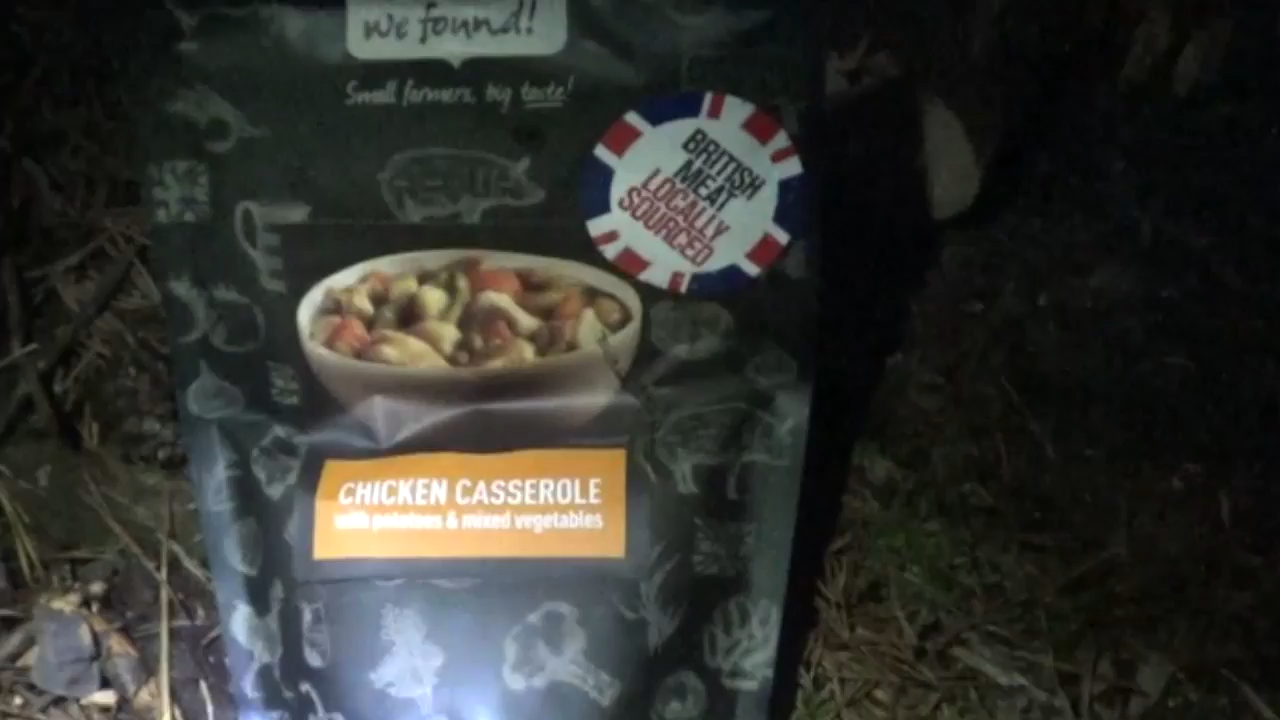 we found!
Small farmers, big taste!
BRITISH
MEAT
LOCALLY
SOURCED
CHICKEN CASSEROLE
with potatoes & mixed vegetables